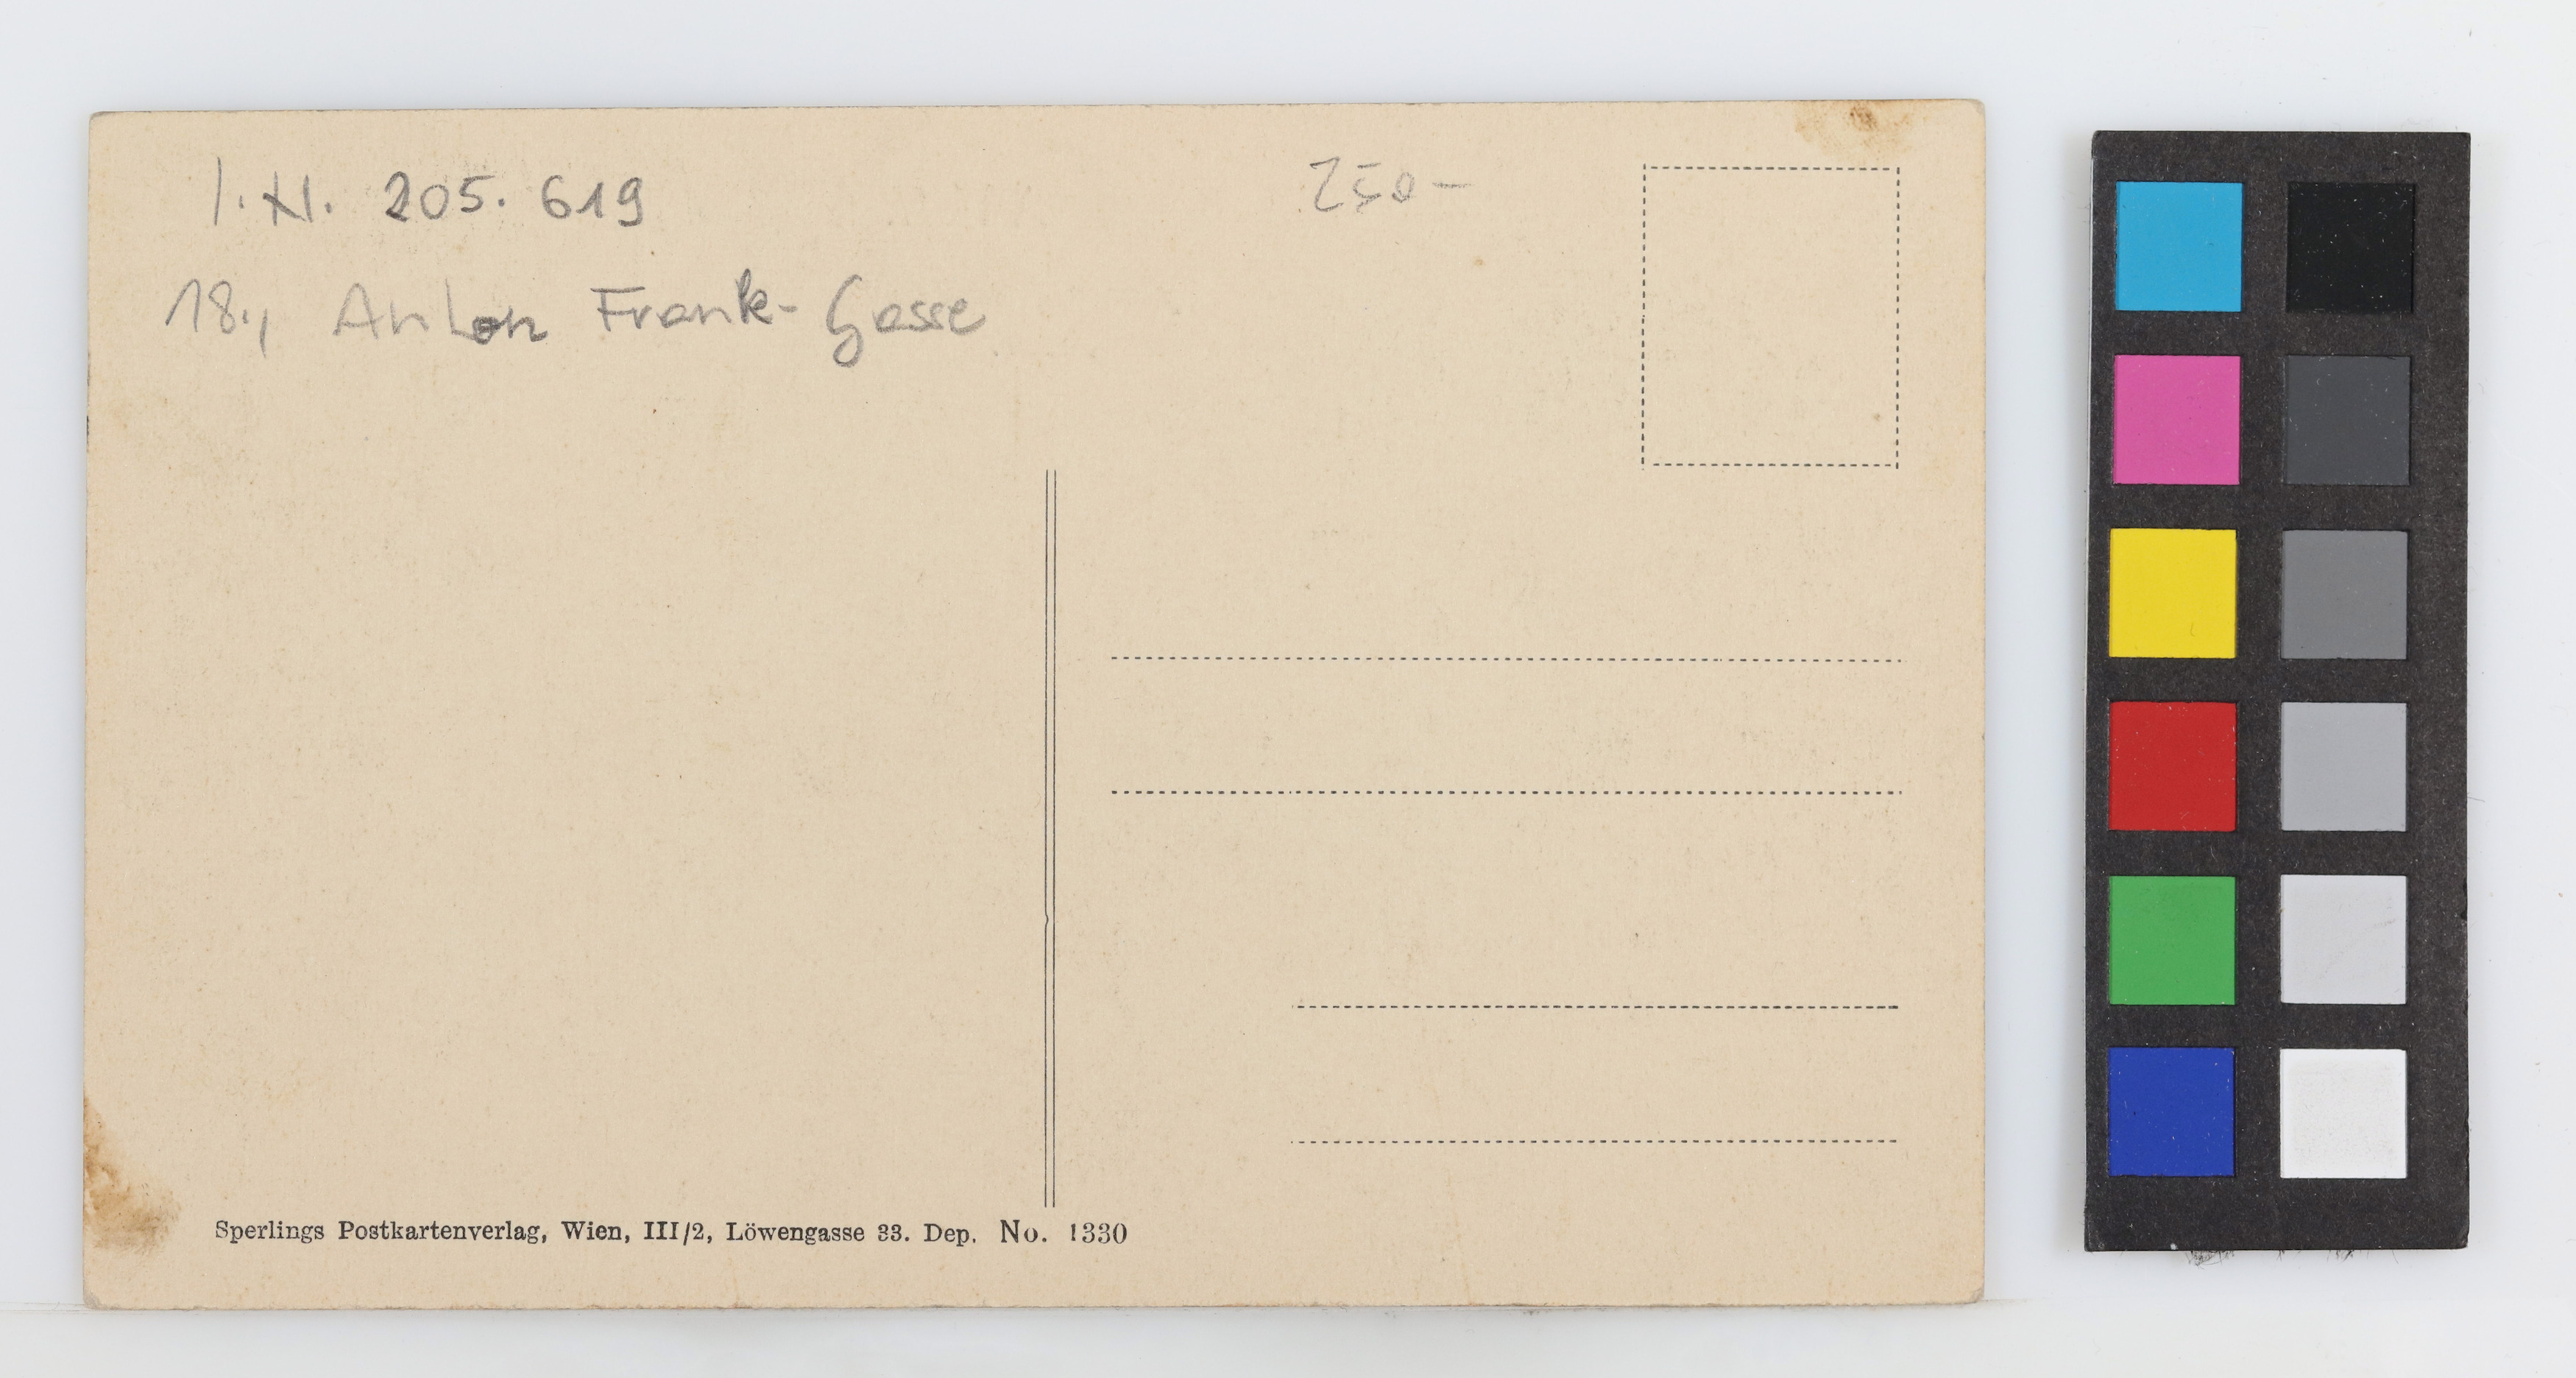 I.N. 205.619
250-
18., Anton Frank-Gasse
Sperlings Postkartenverlag, Wien, III/2, Löwengasse 33. Dep. No. 1330